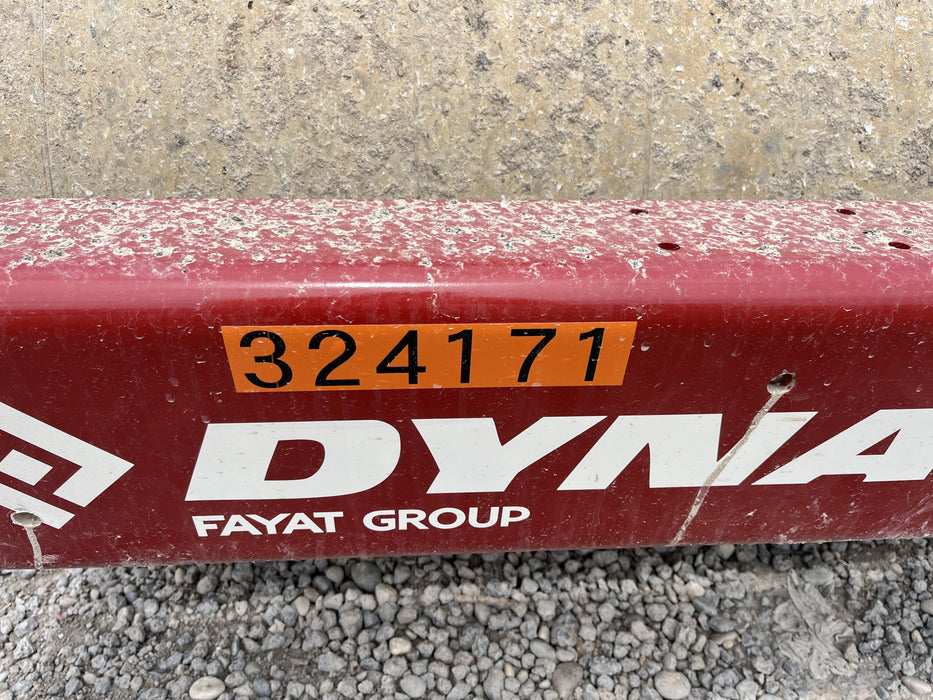 324171
DYNA
FAYAT GROUP